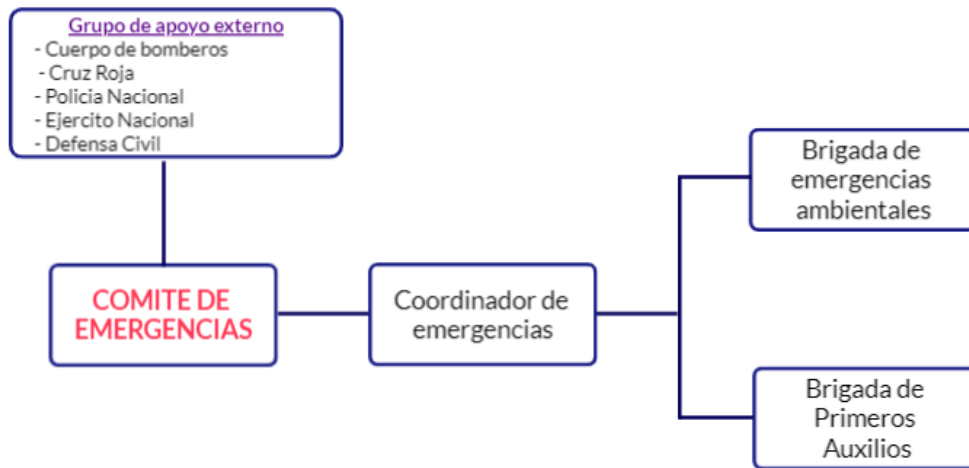 Grupo de apoyo externo
- Cuerpo de bomberos
- Cruz Roja
- Policia Nacional
- Ejercito Nacional
- Defensa Civil
COMITE DE
EMERGENCIAS
Coordinador de
emergencias
Brigada de
emergencias
ambientales
Brigada de
Primeros
Auxilios